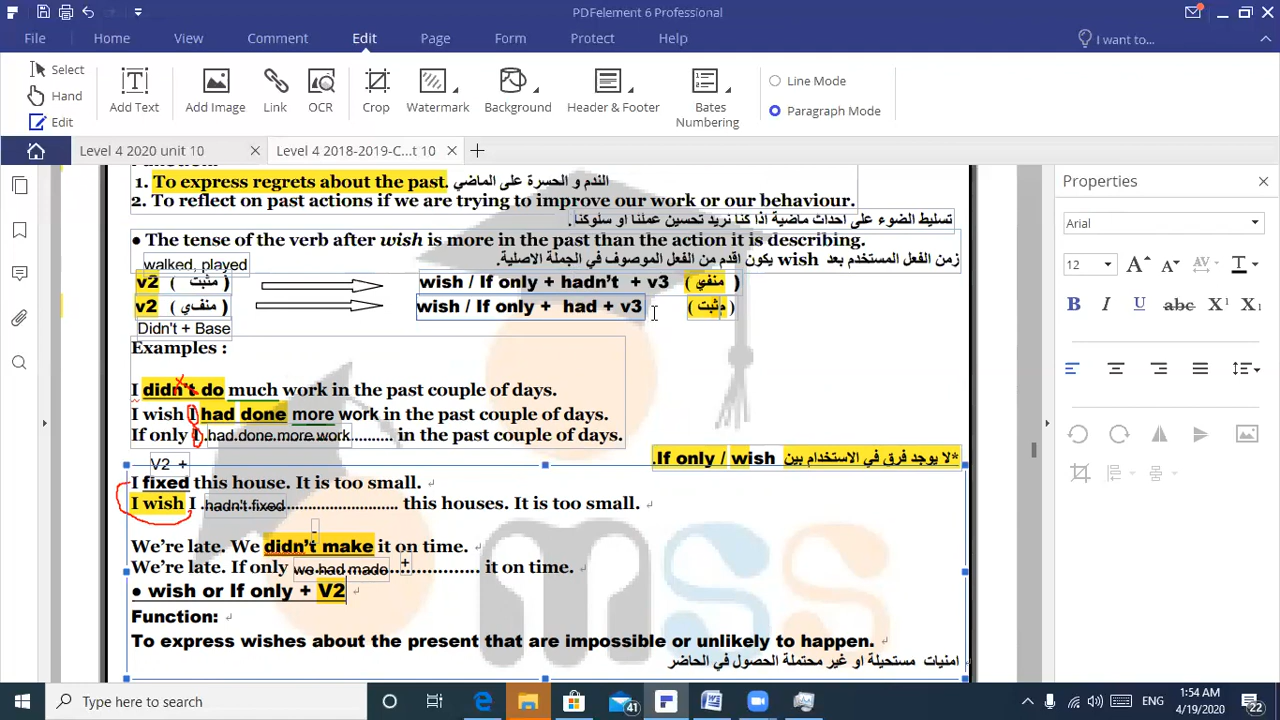 PDFelement 6 Professional
File Home View Comment Edit Page Form Protect Help I want to...
Select
Hand
Edit
Add Text Add Image Link OCR Crop Watermark Background Header & Footer Bates Numbering
Line Mode
Paragraph Mode
Level 4 2020 unit 10 Level 4 2018-2019-C...t 10
Properties
Arial
12
Function:
1. To express regrets about the past. الندم و الحسرة على الماضي
2. To reflect on past actions if we are trying to improve our work or our behaviour.
تسليط الضوء على احداث ماضية اذا كنا نريد تحسين عملنا او سلوكنا .
● The tense of the verb after wish is more in the past than the action it is describing.
زمن الفعل المستخدم بعد wish يكون اقدم من الفعل الموصوف في الجملة الاصلية.
walked, played
v2 ( مثبت ) wish / If only + hadn't + v3 ( منفي )
v2 ( منفي ) wish / If only + had + v3 ( مثبت )
Didn't + Base
Examples :
I didn't do much work in the past couple of days.
I wish I had done more work in the past couple of days.
If only I had done more work .......... in the past couple of days.
*لا يوجد فرق في الاستخدام بين If only / wish.
V2 +
I fixed this house. It is too small.
I wish I hadn't fixed .......... this houses. It is too small.
-
We're late. We didn't make it on time.
+
We're late. If only we had made .......... it on time.
● wish or If only + V2
Function:
To express wishes about the present that are impossible or unlikely to happen.
امنيات مستحيلة او غير محتملة الحصول في الحاضر
mss
Type here to search
41
ENG
1:54 AM
4/19/2020
22